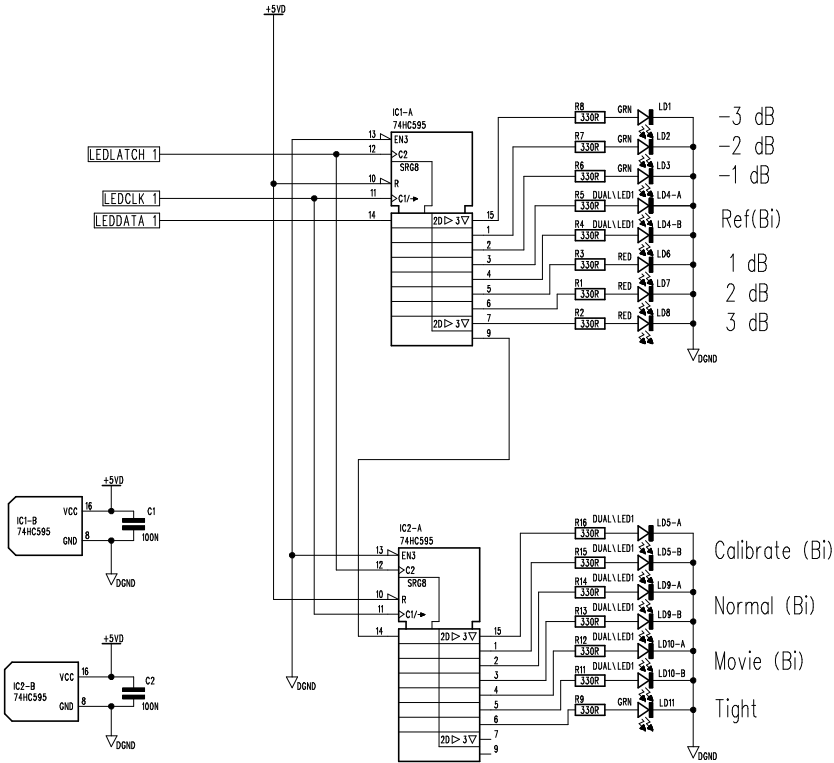 +5VD
IC1-A
74HC595
LEDLATCH 1
LEDCLK 1
LEDDATA 1
13 EN3
12 C2
SRG8
10 R
11 C1/→
14
2D▷ 3▽ 15
1
2
3
4
5
6
2D▷ 3▽ 7
9
R8 GRN LD1
330R
-3 dB
R7 GRN LD2
330R
-2 dB
R6 GRN LD3
330R
-1 dB
R5 DUAL\LED1 LD4-A
330R
Ref(Bi)
R4 DUAL\LED1 LD4-B
330R
R3 RED LD6
330R
1 dB
R1 RED LD7
330R
2 dB
R2 RED LD8
330R
3 dB
DGND
+5VD
IC1-B
74HC595
VCC 16
GND 8
C1
100N
DGND
+5VD
IC2-B
74HC595
VCC 16
GND 8
C2
100N
DGND
IC2-A
74HC595
13 EN3
12 C2
SRG8
10 R
11 C1/→
14
2D▷ 3▽ 15
1
2
3
4
5
6
2D▷ 3▽ 7
9
DGND
R16 DUAL\LED1 LD5-A
330R
Calibrate (Bi)
R15 DUAL\LED1 LD5-B
330R
R14 DUAL\LED1 LD9-A
330R
Normal (Bi)
R13 DUAL\LED1 LD9-B
330R
R12 DUAL\LED1 LD10-A
330R
Movie (Bi)
R11 DUAL\LED1 LD10-B
330R
R9 GRN LD11
330R
Tight
DGND